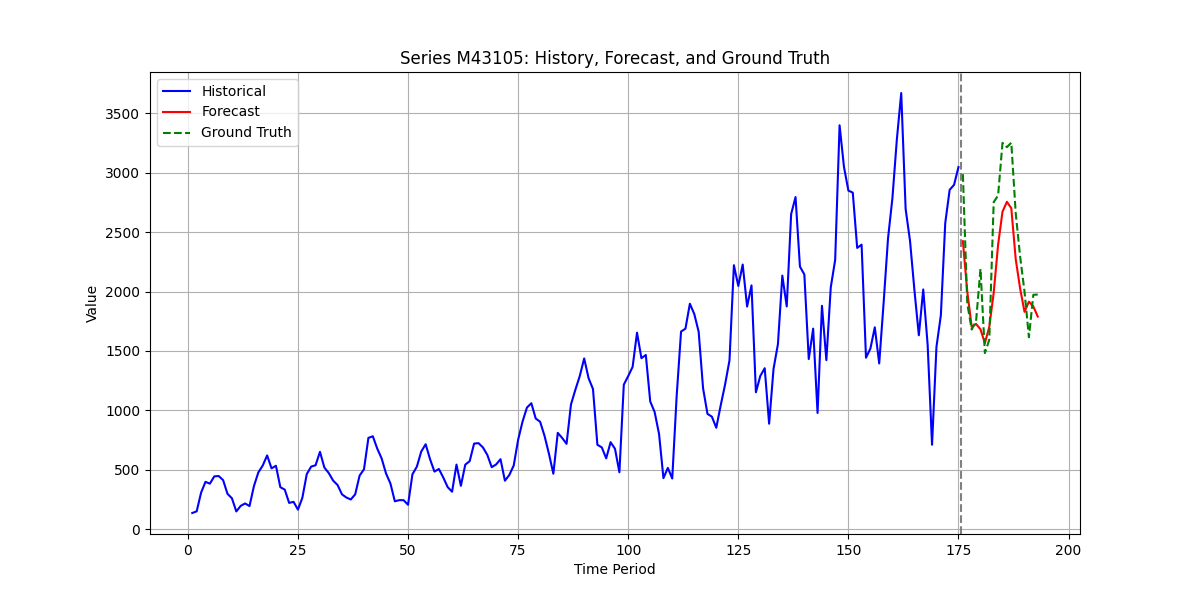 Series M43105: History, Forecast, and Ground Truth
Historical
Forecast
Ground Truth
Value
3500
3000
2500
2000
1500
1000
500
0
0 25 50 75 100 125 150 175 200
Time Period